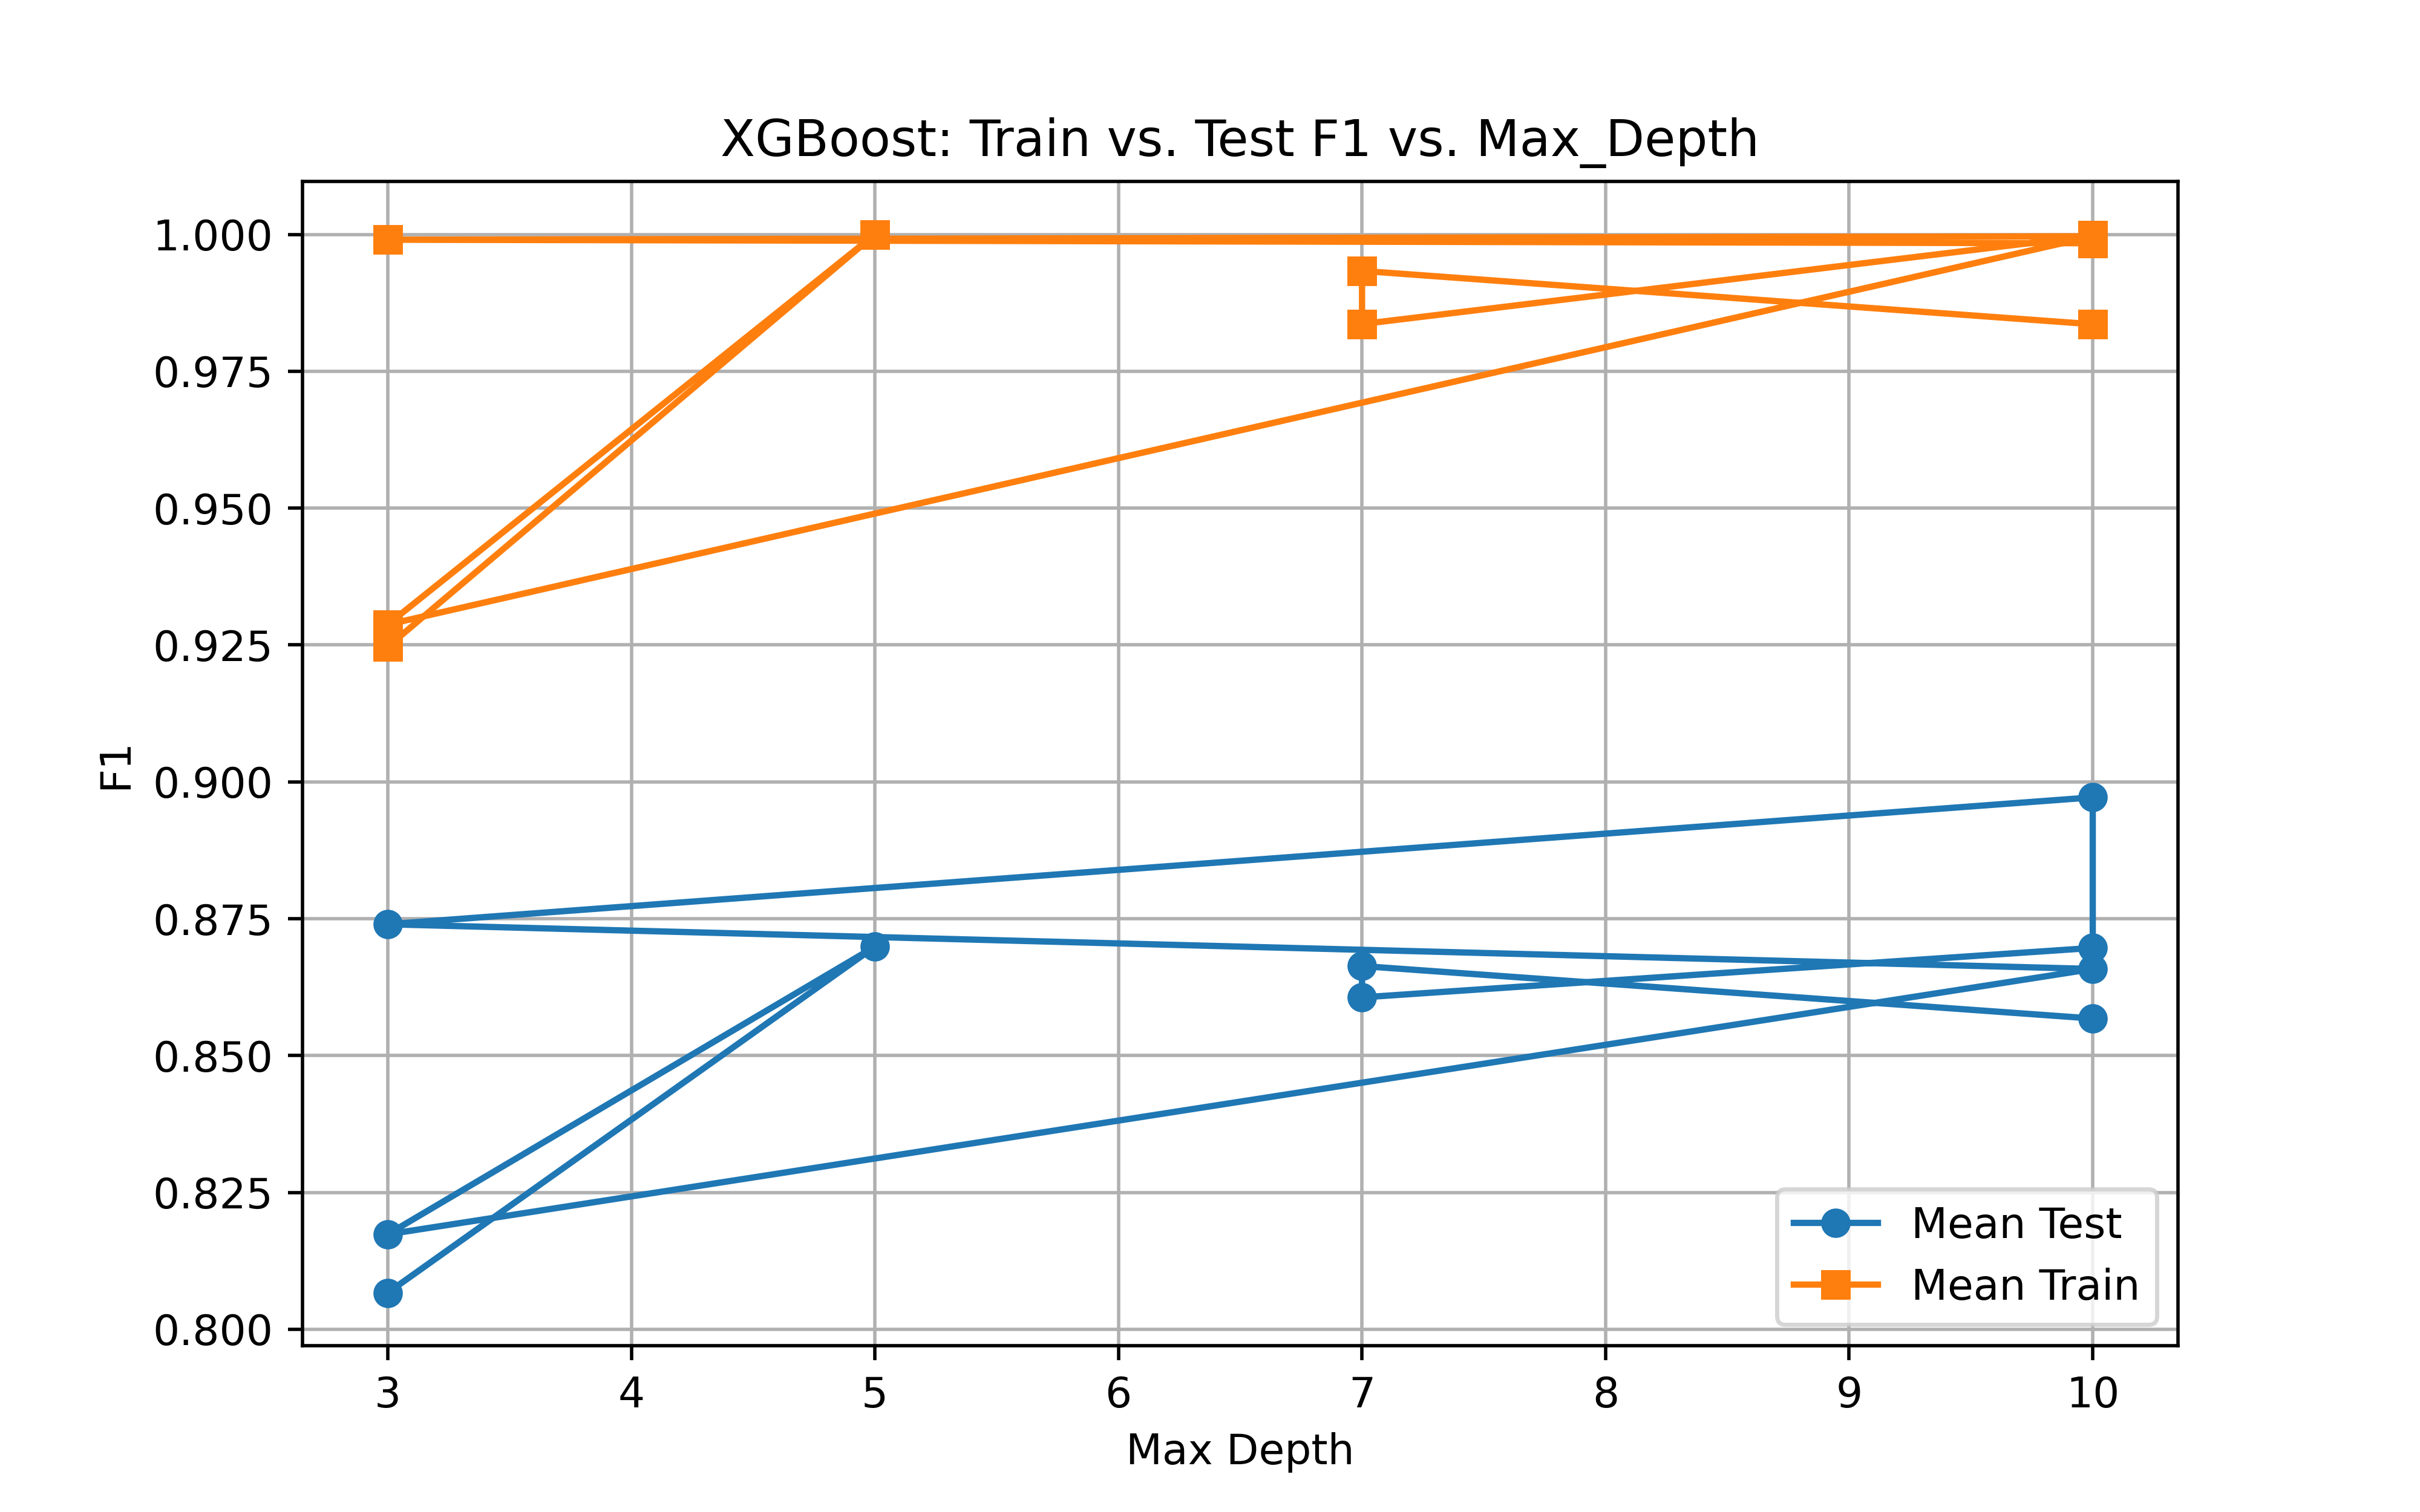 XGBoost: Train vs. Test F1 vs. Max_Depth
1.000
0.975
0.950
0.925
0.900
0.875
0.850
0.825
0.800
F1
3 4 5 6 7 8 9 10
Max Depth
Mean Test
Mean Train